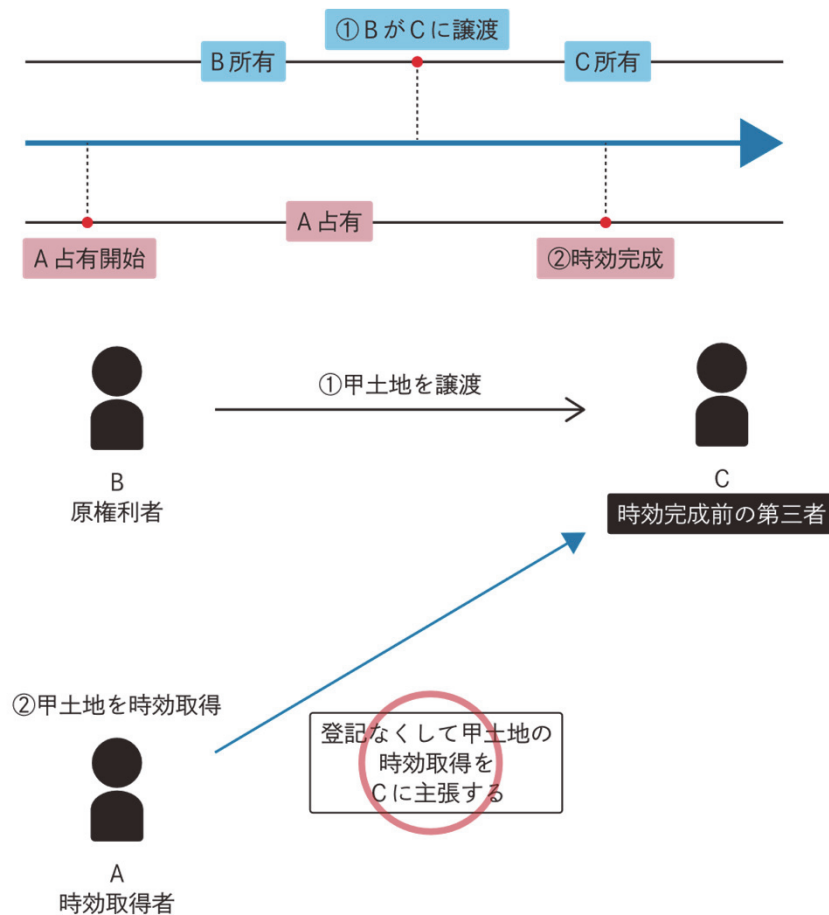 ①BがCに譲渡
B所有
C所有
A占有
A占有開始
②時効完成
①甲土地を譲渡
B
原権利者
C
時効完成前の第三者
②甲土地を時効取得
登記なくして甲土地の
時効取得を
Cに主張する
A
時効取得者